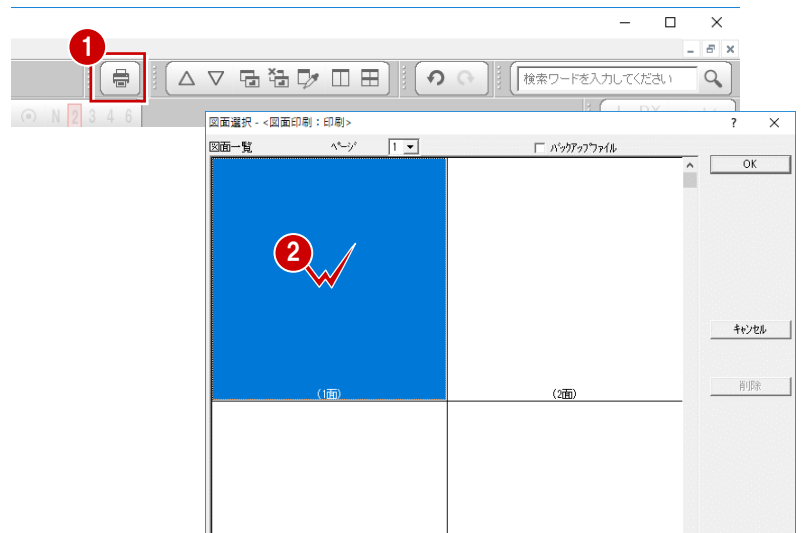 1
検索ワードを入力してください
N 2 3 4 6
図面選択 - <図面印刷：印刷>
?
図面一覧 ﾍﾟｰｼﾞ 1 ﾊﾞｯｸｱｯﾌﾟﾌｧｲﾙ
OK
2
ｷｬﾝｾﾙ
削除
(1面) (2面)